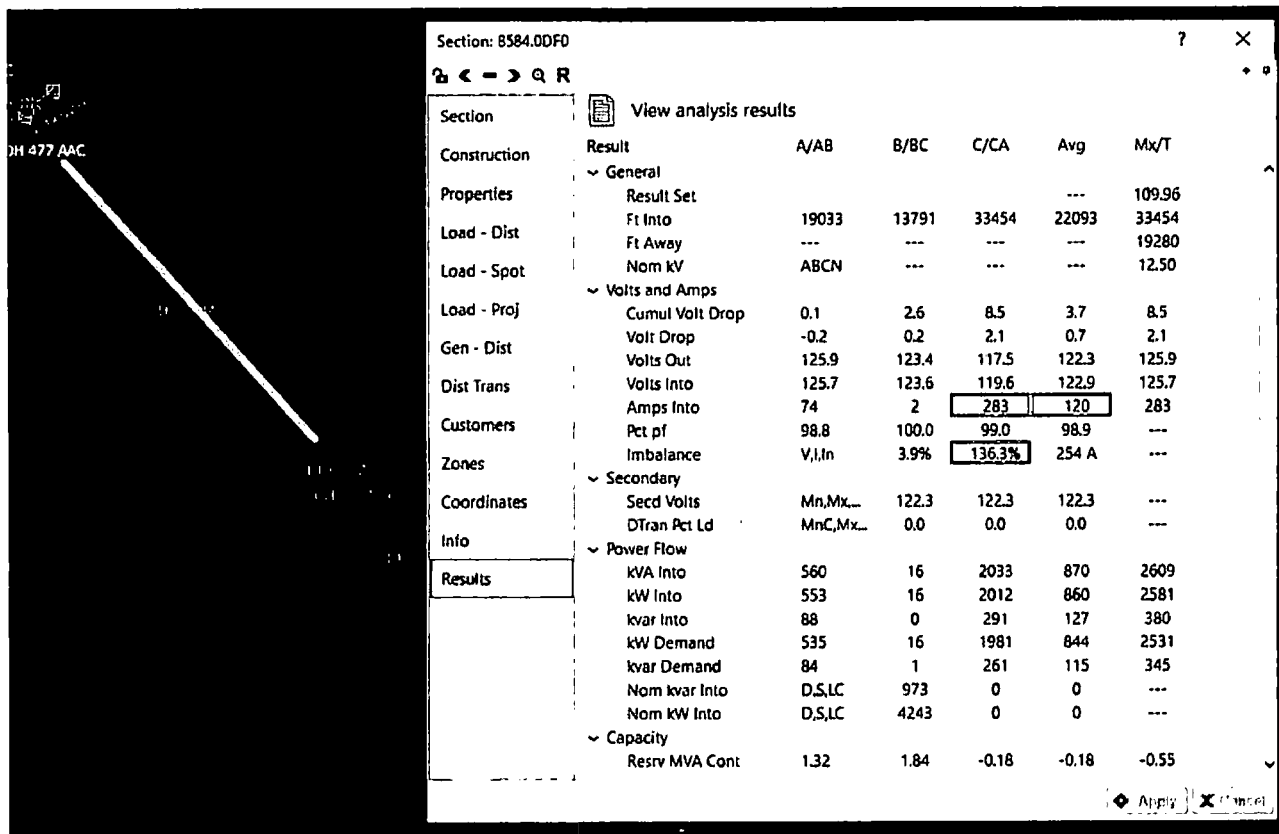 Section: 8584.0DF0 ?
R
Section
Construction
Properties
Load - Dist
Load - Spot
Load - Proj
Gen - Dist
Dist Trans
Customers
Zones
Coordinates
Info
Results
View analysis results
Result A/AB B/BC C/CA Avg Mx/T
General
Result Set --- 109.96
Ft Into 19033 13791 33454 22093 33454
Ft Away --- --- --- --- 19280
Nom kV ABCN --- --- --- 12.50
Volts and Amps
Cumul Volt Drop 0.1 2.6 8.5 3.7 8.5
Volt Drop -0.2 0.2 2.1 0.7 2.1
Volts Out 125.9 123.4 117.5 122.3 125.9
Volts Into 125.7 123.6 119.6 122.9 125.7
Amps Into 74 2 283 120 283
Pct pf 98.8 100.0 99.0 98.9 ---
Imbalance V,I,In 3.9% 136.3% 254 A ---
Secondary
Secd Volts Mn,Mx,... 122.3 122.3 122.3 ---
DTran Pct Ld MnC,Mx... 0.0 0.0 0.0 ---
Power Flow
kVA Into 560 16 2033 870 2609
kW Into 553 16 2012 860 2581
kvar Into 88 0 291 127 380
kW Demand 535 16 1981 844 2531
kvar Demand 84 1 261 115 345
Nom kvar Into D,S,LC 973 0 0 ---
Nom kW Into D,S,LC 4243 0 0 ---
Capacity
Resrv MVA Cont 1.32 1.84 -0.18 -0.18 -0.55
Apply Cancel
OH 477 AAC